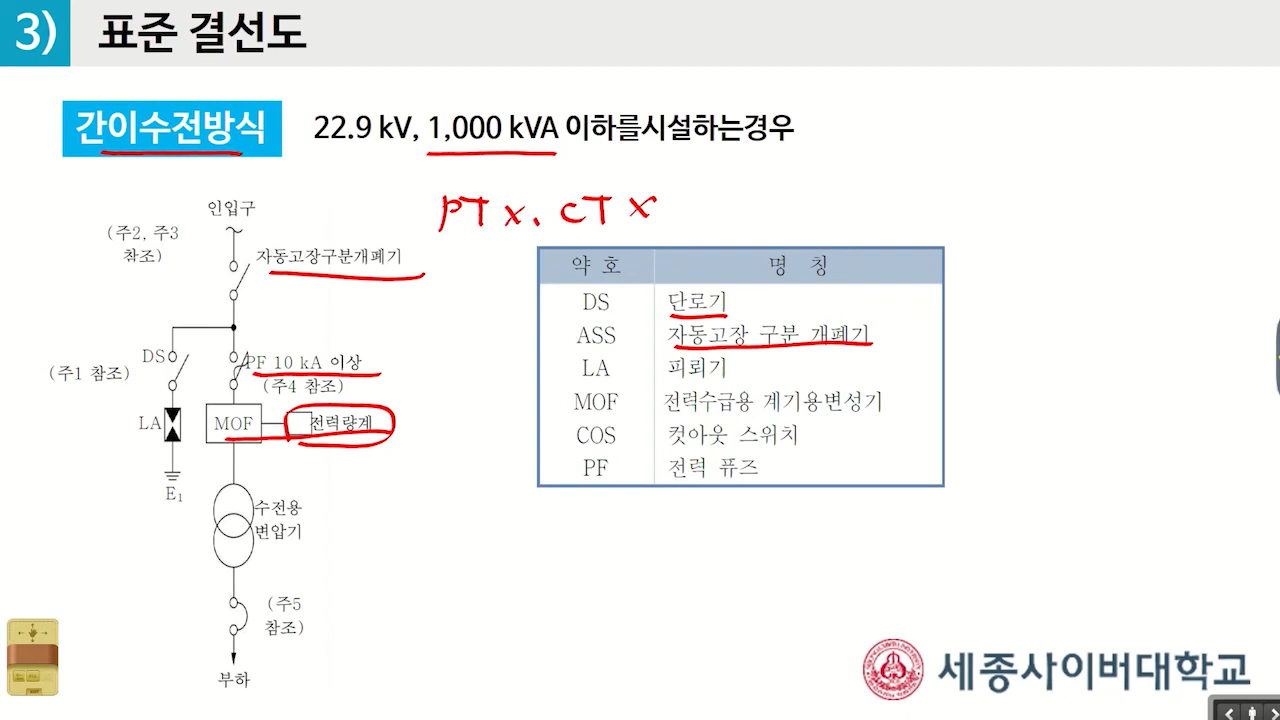 3) 표준 결선도
간이수전방식 22.9 kV, 1,000 kVA 이하를시설하는경우
PT x. CT x
인입구
(주2, 주3
참조)
자동고장구분개폐기
DS
(주1 참조)
PF 10 kA 이상
(주4 참조)
LA
MOF
전력량계
E₁
수전용
변압기
(주5
참조)
부하
약 호 명 칭
DS 단로기
ASS 자동고장 구분 개폐기
LA 피뢰기
MOF 전력수급용 계기용변성기
COS 컷아웃 스위치
PF 전력 퓨즈
세종사이버대학교